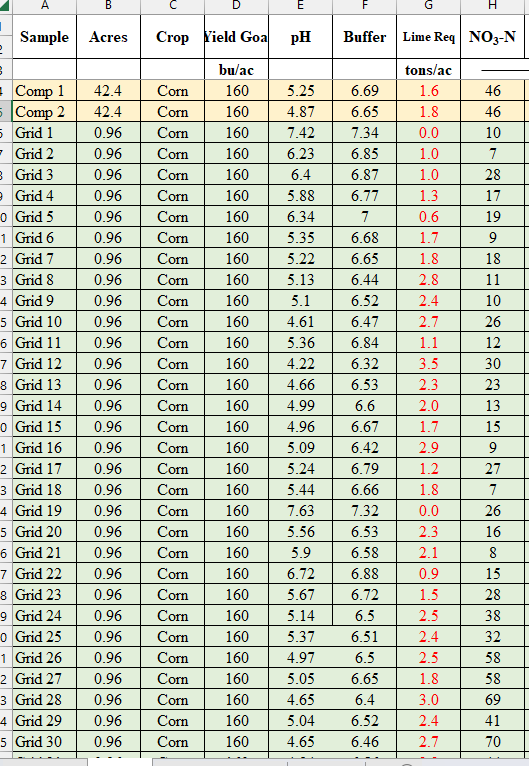 A B C D E F G H
Sample Acres Crop Yield Goa pH Buffer Lime Req NO3-N
bu/ac tons/ac
Comp 1 42.4 Corn 160 5.25 6.69 1.6 46
Comp 2 42.4 Corn 160 4.87 6.65 1.8 46
Grid 1 0.96 Corn 160 7.42 7.34 0.0 10
Grid 2 0.96 Corn 160 6.23 6.85 1.0 7
Grid 3 0.96 Corn 160 6.4 6.87 1.0 28
Grid 4 0.96 Corn 160 5.88 6.77 1.3 17
Grid 5 0.96 Corn 160 6.34 7 0.6 19
Grid 6 0.96 Corn 160 5.35 6.68 1.7 9
Grid 7 0.96 Corn 160 5.22 6.65 1.8 18
Grid 8 0.96 Corn 160 5.13 6.44 2.8 11
Grid 9 0.96 Corn 160 5.1 6.52 2.4 10
Grid 10 0.96 Corn 160 4.61 6.47 2.7 26
Grid 11 0.96 Corn 160 5.36 6.84 1.1 12
Grid 12 0.96 Corn 160 4.22 6.32 3.5 30
Grid 13 0.96 Corn 160 4.66 6.53 2.3 23
Grid 14 0.96 Corn 160 4.99 6.6 2.0 13
Grid 15 0.96 Corn 160 4.96 6.67 1.7 15
Grid 16 0.96 Corn 160 5.09 6.42 2.9 9
Grid 17 0.96 Corn 160 5.24 6.79 1.2 27
Grid 18 0.96 Corn 160 5.44 6.66 1.8 7
Grid 19 0.96 Corn 160 7.63 7.32 0.0 26
Grid 20 0.96 Corn 160 5.56 6.53 2.3 16
Grid 21 0.96 Corn 160 5.9 6.58 2.1 8
Grid 22 0.96 Corn 160 6.72 6.88 0.9 15
Grid 23 0.96 Corn 160 5.67 6.72 1.5 28
Grid 24 0.96 Corn 160 5.14 6.5 2.5 38
Grid 25 0.96 Corn 160 5.37 6.51 2.4 32
Grid 26 0.96 Corn 160 4.97 6.5 2.5 58
Grid 27 0.96 Corn 160 5.05 6.65 1.8 58
Grid 28 0.96 Corn 160 4.65 6.4 3.0 69
Grid 29 0.96 Corn 160 5.04 6.52 2.4 41
Grid 30 0.96 Corn 160 4.65 6.46 2.7 70